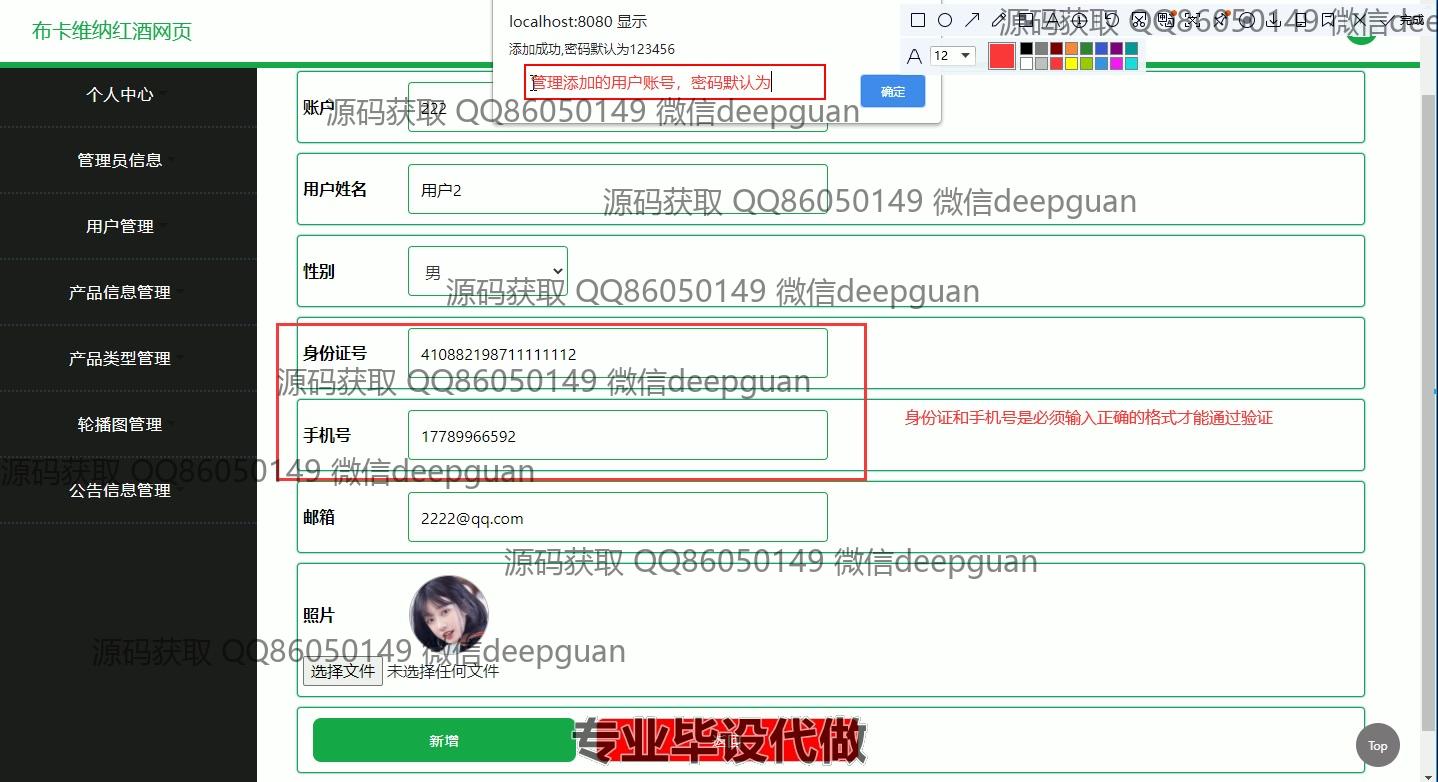 布卡维纳红酒网页
localhost:8080 显示
添加成功,密码默认为123456
管理添加的用户账号，密码默认为
确定
完成
A 12
源码获取 QQ86050149 微信deepguan
个人中心
管理员信息
用户管理
产品信息管理
产品类型管理
轮播图管理
公告信息管理
账户 222
源码获取 QQ86050149 微信deepguan
用户姓名 用户2
源码获取 QQ86050149 微信deepguan
性别 男
源码获取 QQ86050149 微信deepguan
身份证号 410882198711111112
源码获取 QQ86050149 微信deepguan
身份证和手机号是必须输入正确的格式才能通过验证
手机号 17789966592
源码获取 QQ86050149 微信deepguan
邮箱 2222@qq.com
源码获取 QQ86050149 微信deepguan
照片
源码获取 QQ86050149 微信deepguan
选择文件 未选择任何文件
新增
返回
专业毕设代做
Top